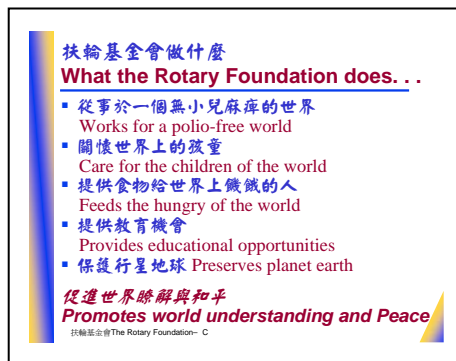 扶輪基金會做什麼
What the Rotary Foundation does. . .
從事於一個無小兒麻痺的世界
Works for a polio-free world
關懷世界上的孩童
Care for the children of the world
提供食物給世界上饑餓的人
Feeds the hungry of the world
提供教育機會
Provides educational opportunities
保護行星地球 Preserves planet earth
促進世界瞭解與和平
Promotes world understanding and Peace
扶輪基金會The Rotary Foundation– C